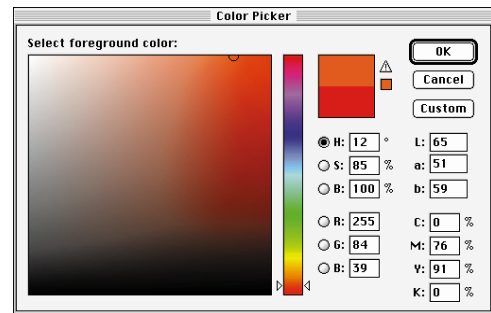 Color Picker
Select foreground color:
OK
Cancel
Custom
H: 12 ° L: 65
S: 85 % a: 51
B: 100 % b: 59
R: 255 C: 0 %
G: 84 M: 76 %
B: 39 Y: 91 %
K: 0 %